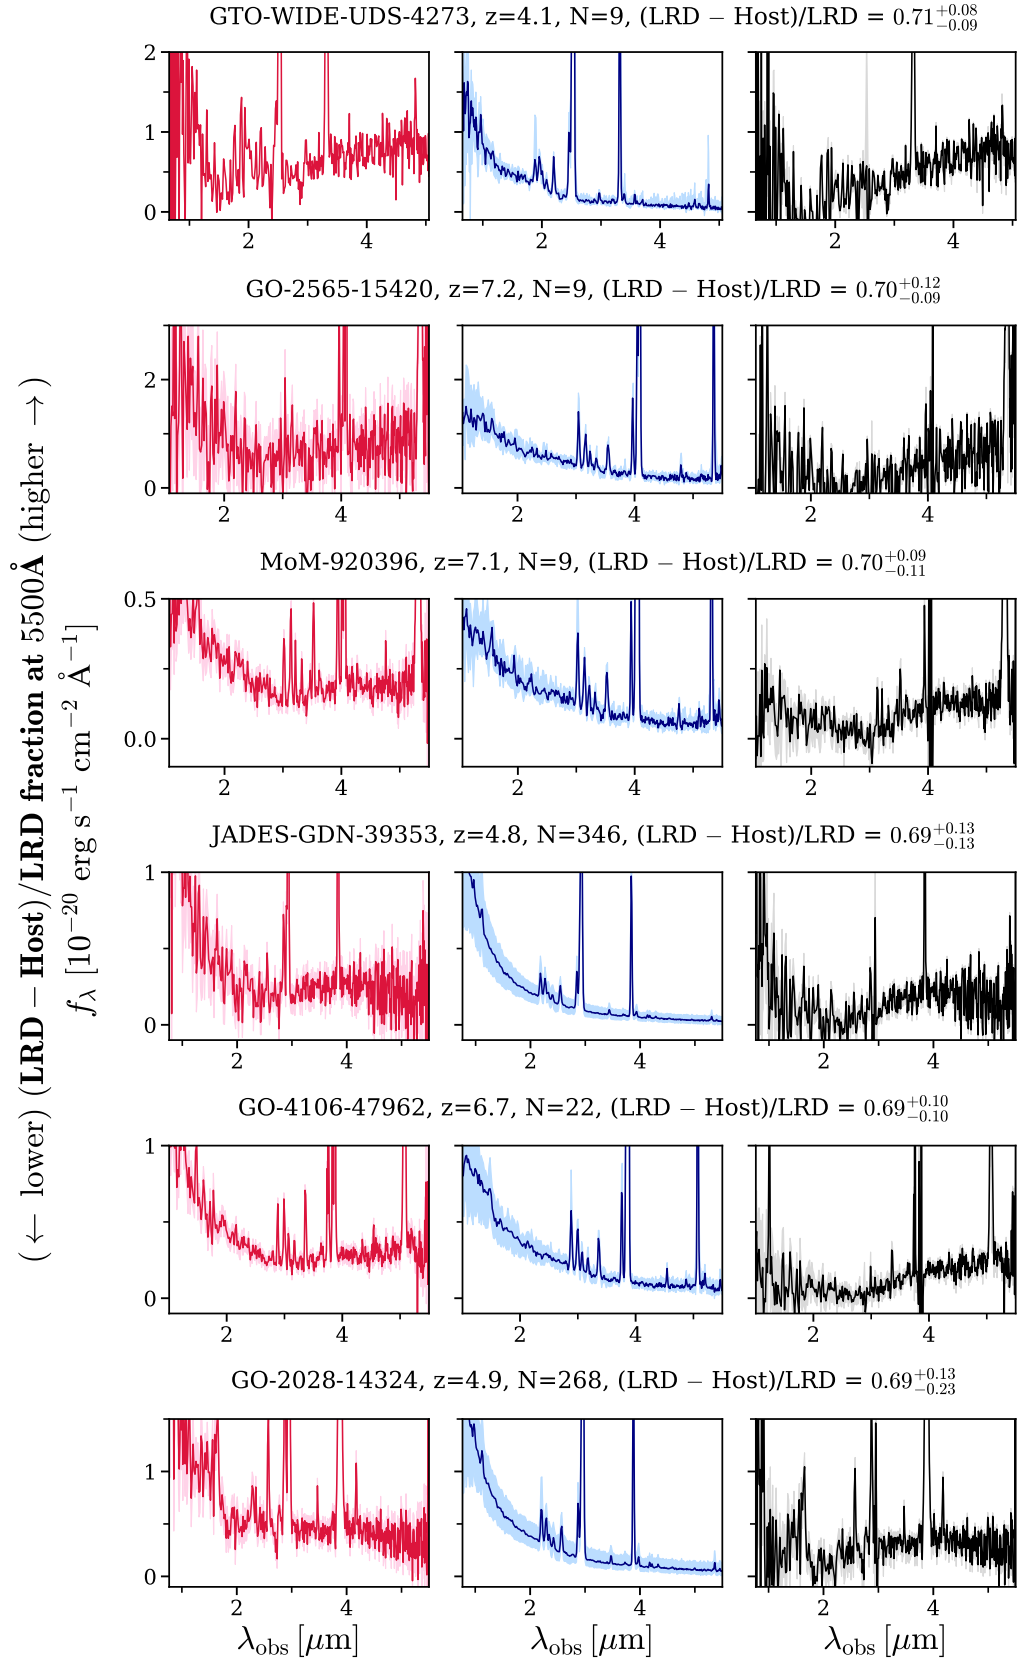 GTO-WIDE-UDS-4273, z=4.1, N=9, (LRD − Host)/LRD = 0.71+0.08 −0.09
2
1
0
2 4
2 4
2 4
GO-2565-15420, z=7.2, N=9, (LRD − Host)/LRD = 0.70+0.12 −0.09
2
0
2 4
2 4
2 4
MoM-920396, z=7.1, N=9, (LRD − Host)/LRD = 0.70+0.09 −0.11
0.5
0.0
2 4
2 4
2 4
(← lower) (LRD − Host)/LRD fraction at 5500Å (higher →)
fλ [10−20 erg s−1 cm−2 Å−1]
JADES-GDN-39353, z=4.8, N=346, (LRD − Host)/LRD = 0.69+0.13 −0.13
1
0
2 4
2 4
2 4
GO-4106-47962, z=6.7, N=22, (LRD − Host)/LRD = 0.69+0.10 −0.10
1
0
2 4
2 4
2 4
GO-2028-14324, z=4.9, N=268, (LRD − Host)/LRD = 0.69+0.13 −0.23
1
0
2 4
2 4
2 4
λobs [μm]
λobs [μm]
λobs [μm]